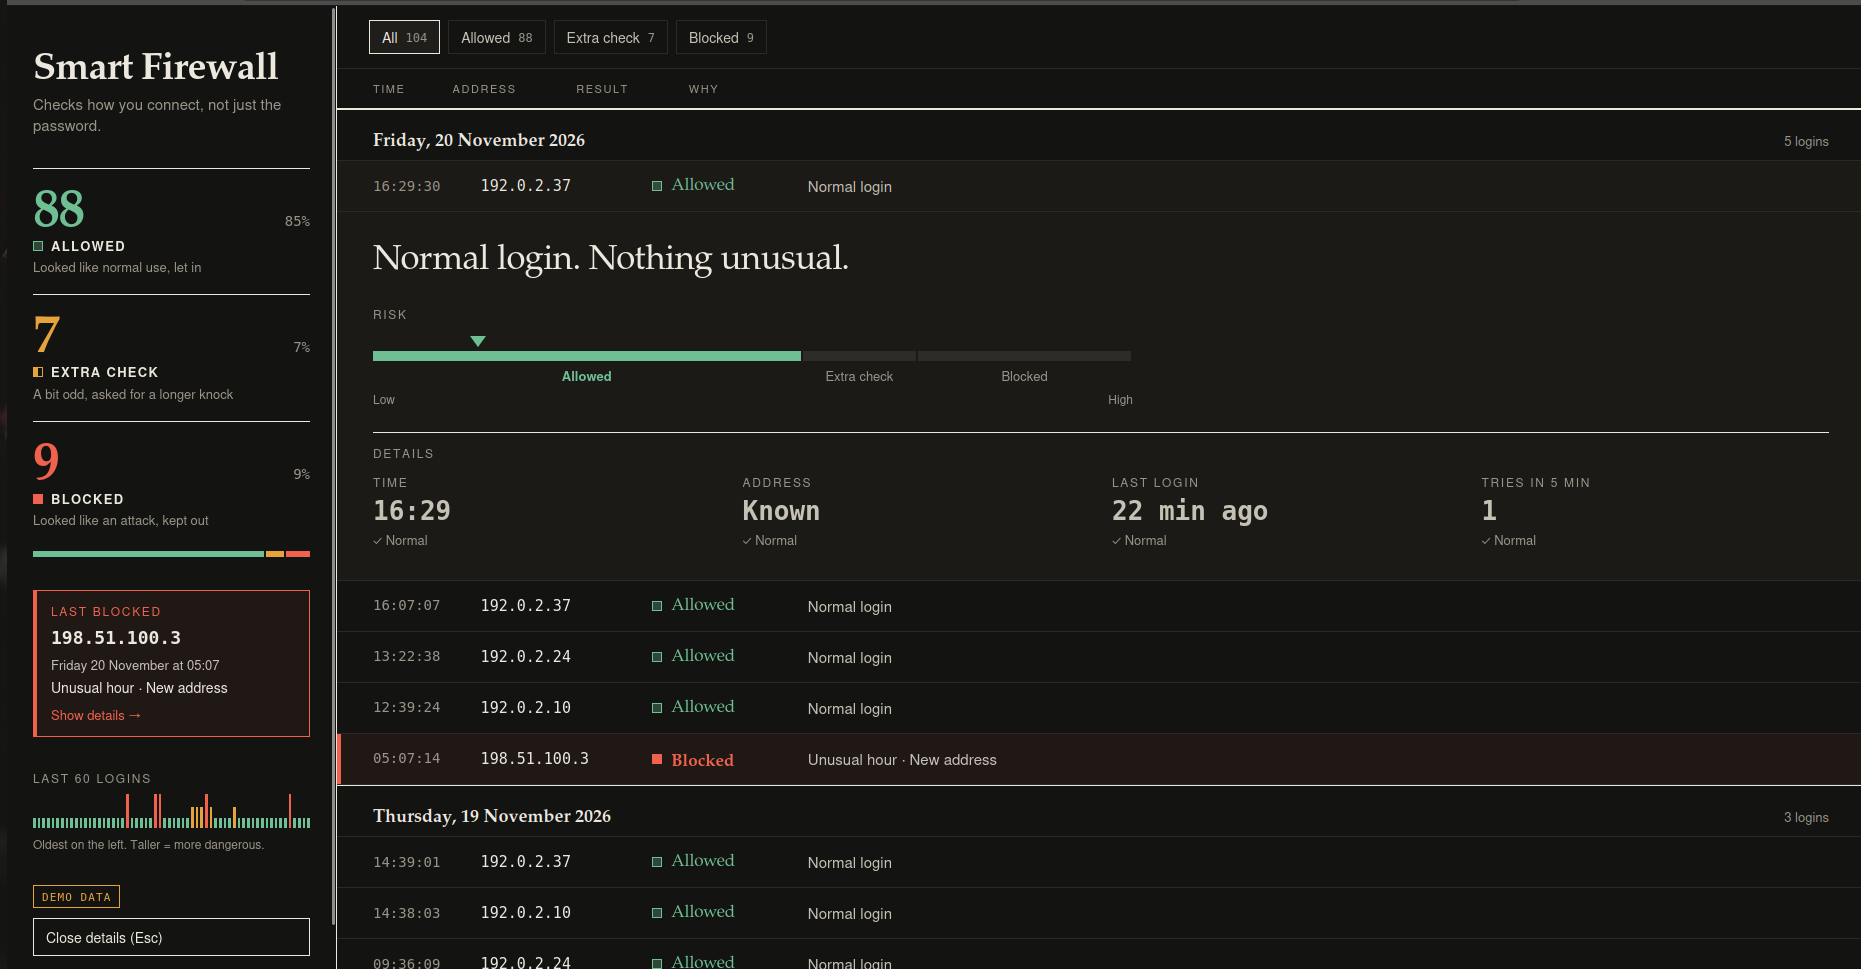 Smart Firewall
Checks how you connect, not just the
password.
88
85%
ALLOWED
Looked like normal use, let in
7
7%
EXTRA CHECK
A bit odd, asked for a longer knock
9
9%
BLOCKED
Looked like an attack, kept out
LAST BLOCKED
198.51.100.3
Friday 20 November at 05:07
Unusual hour · New address
Show details →
LAST 60 LOGINS
Oldest on the left. Taller = more dangerous.
DEMO DATA
Close details (Esc)
All 104 Allowed 88 Extra check 7 Blocked 9
TIME ADDRESS RESULT WHY
Friday, 20 November 2026 5 logins
16:29:30 192.0.2.37 Allowed Normal login
Normal login. Nothing unusual.
RISK
Allowed Extra check Blocked
Low High
DETAILS
TIME ADDRESS LAST LOGIN TRIES IN 5 MIN
16:29 Known 22 min ago 1
✓ Normal ✓ Normal ✓ Normal ✓ Normal
16:07:07 192.0.2.37 Allowed Normal login
13:22:38 192.0.2.24 Allowed Normal login
12:39:24 192.0.2.10 Allowed Normal login
05:07:14 198.51.100.3 Blocked Unusual hour · New address
Thursday, 19 November 2026 3 logins
14:39:01 192.0.2.37 Allowed Normal login
14:38:03 192.0.2.10 Allowed Normal login
09:36:09 192.0.2.24 Allowed Normal login